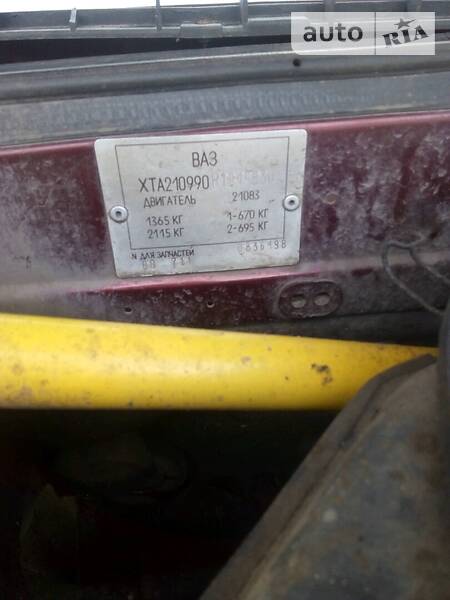 auto RIA
ВАЗ
XTA210990
ДВИГАТЕЛЬ 21083
1365 КГ 1-670 КГ
2115 КГ 2-695 КГ
N ДЛЯ ЗАПЧАСТЕЙ